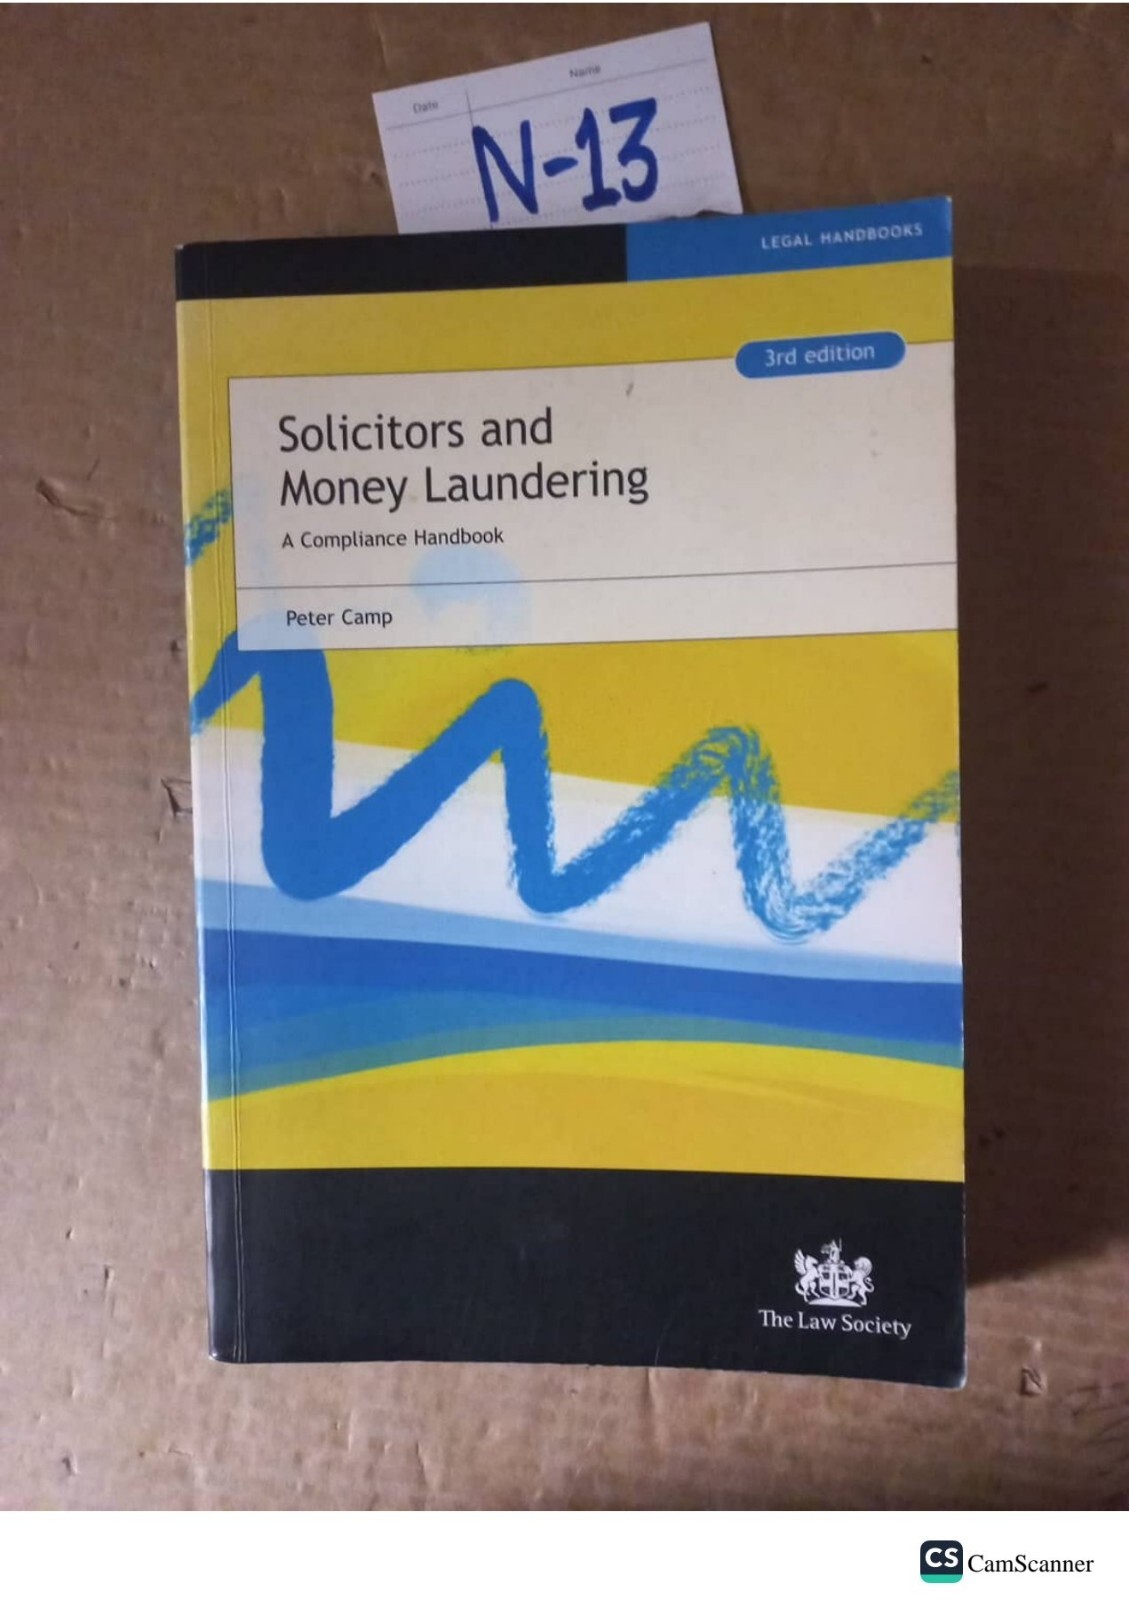 Date
Name
N-13
LEGAL HANDBOOKS
3rd edition
Solicitors and
Money Laundering
A Compliance Handbook
Peter Camp
The Law Society
CS CamScanner